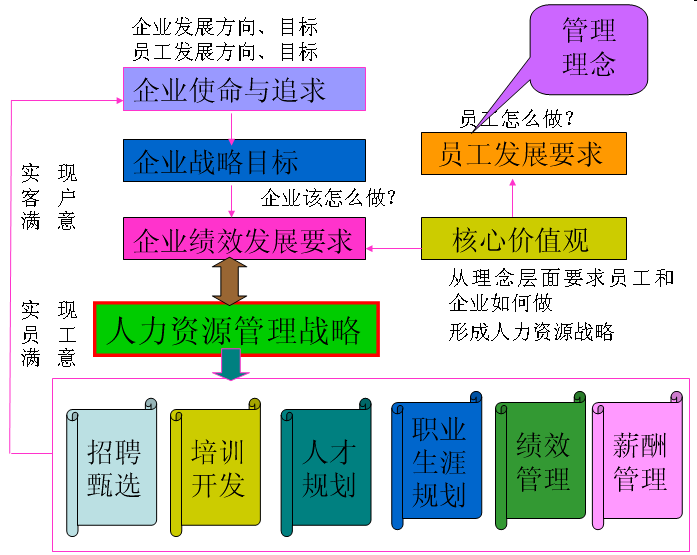 企业发展方向、目标
员工发展方向、目标
管理
理念
企业使命与追求
员工怎么做?
企业战略目标
员工发展要求
实 现
客 户
满 意
企业该怎么做?
企业绩效发展要求
核心价值观
从理念层面要求员工和
企业如何做
形成人力资源战略
实 现
员 工
满 意
人力资源管理战略
招聘
甄选
培训
开发
人才
规划
职业
生涯
规划
绩效
管理
薪酬
管理